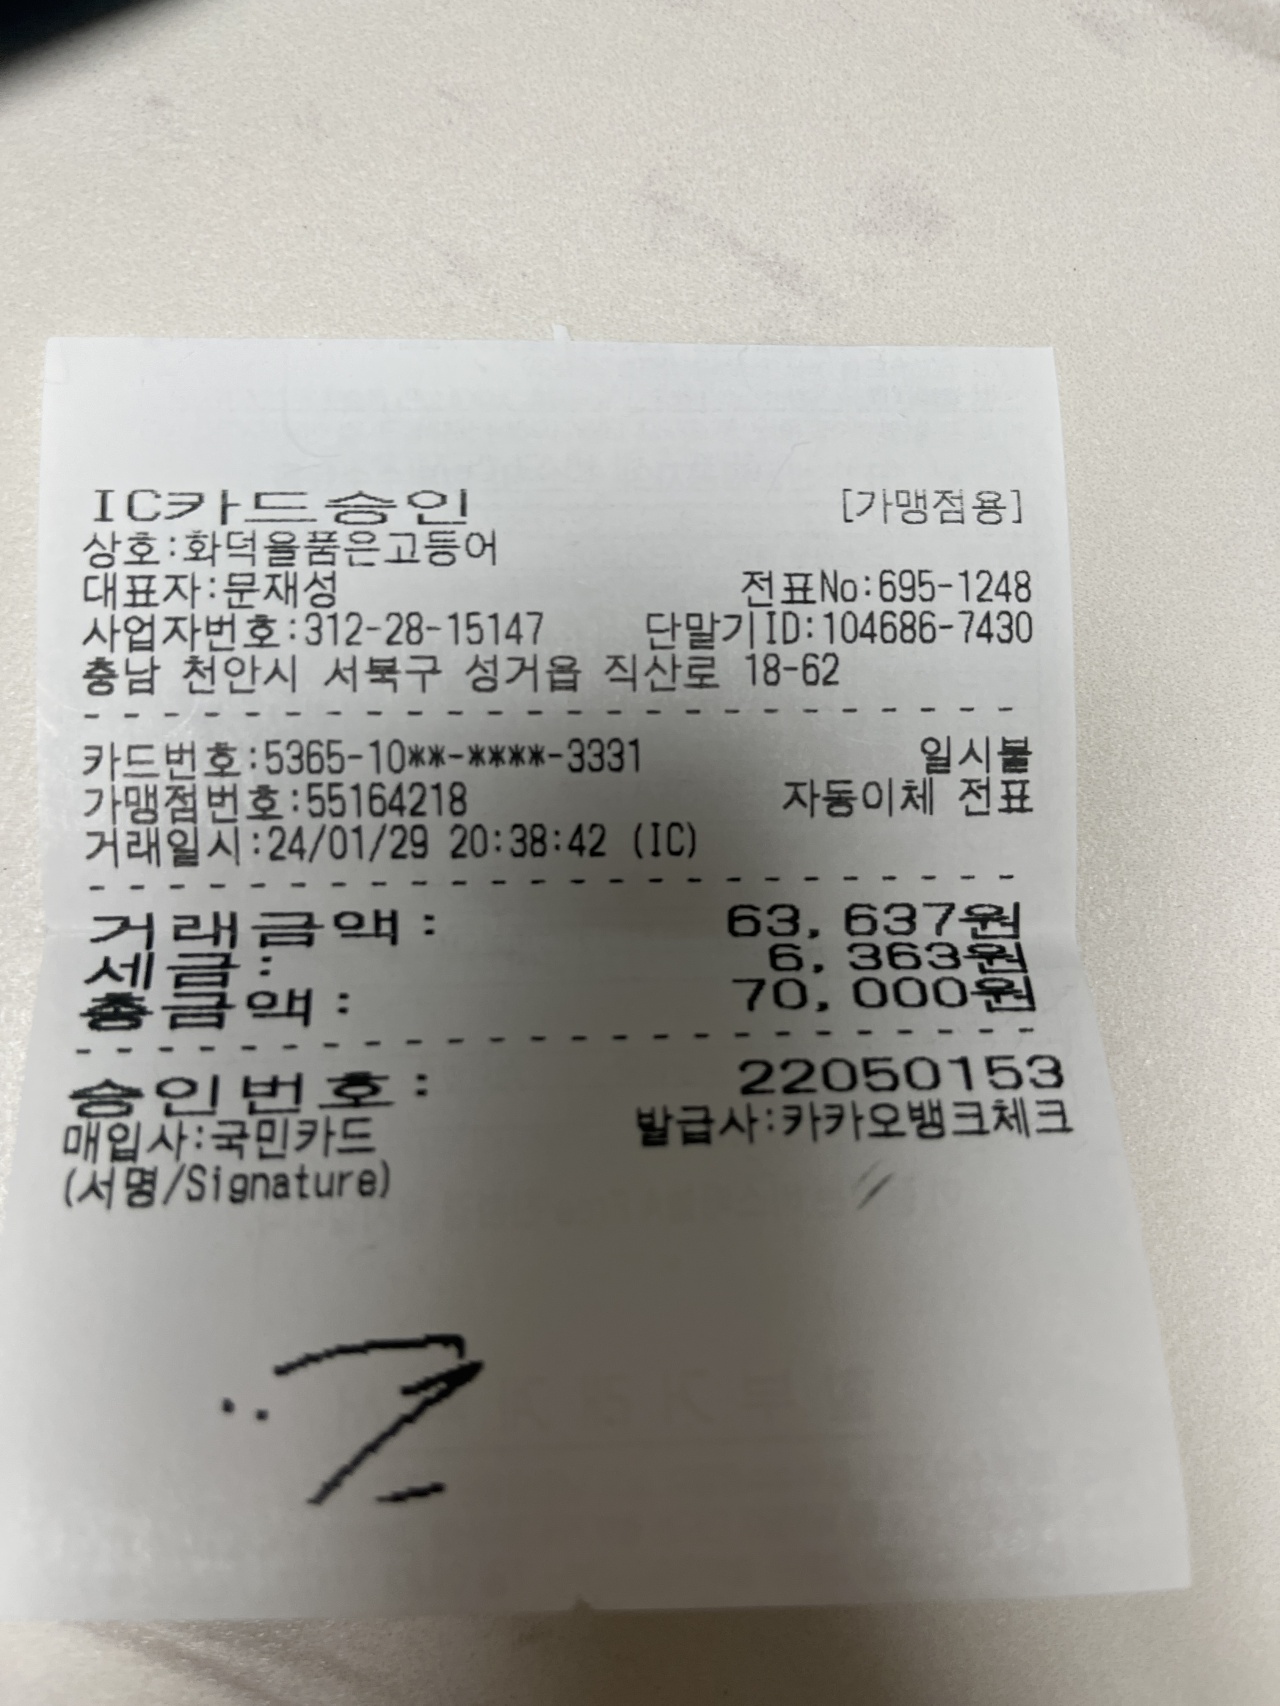 IC카드승인 [가맹점용]
상호:화덕을품은고등어
대표자:문재성 전표No:695-1248
사업자번호:312-28-15147 단말기ID:104686-7430
충남 천안시 서북구 성거읍 직산로 18-62
카드번호:5365-10**-****-3331 일시불
가맹점번호:55164218 자동이체 전표
거래일시:24/01/29 20:38:42 (IC)
거래금액: 63,637원
세금: 6,363원
총금액: 70,000원
승인번호: 22050153
매입사:국민카드 발급사:카카오뱅크체크
(서명/Signature)